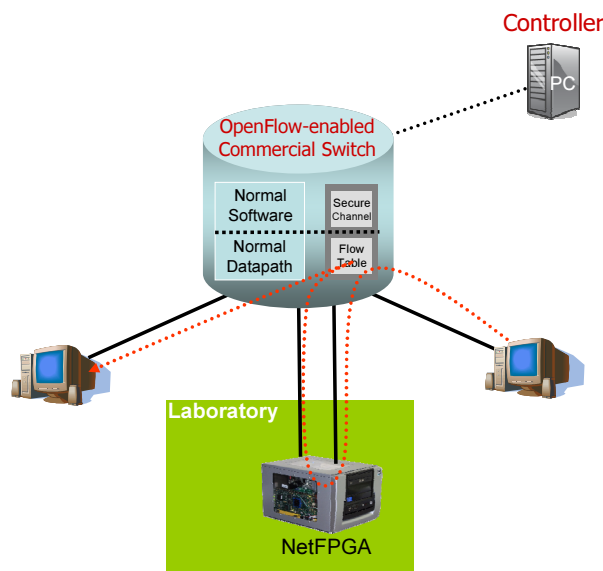 Controller
PC
OpenFlow-enabled
Commercial Switch
Normal
Software
Secure
Channel
Normal
Datapath
Flow
Table
Laboratory
NetFPGA